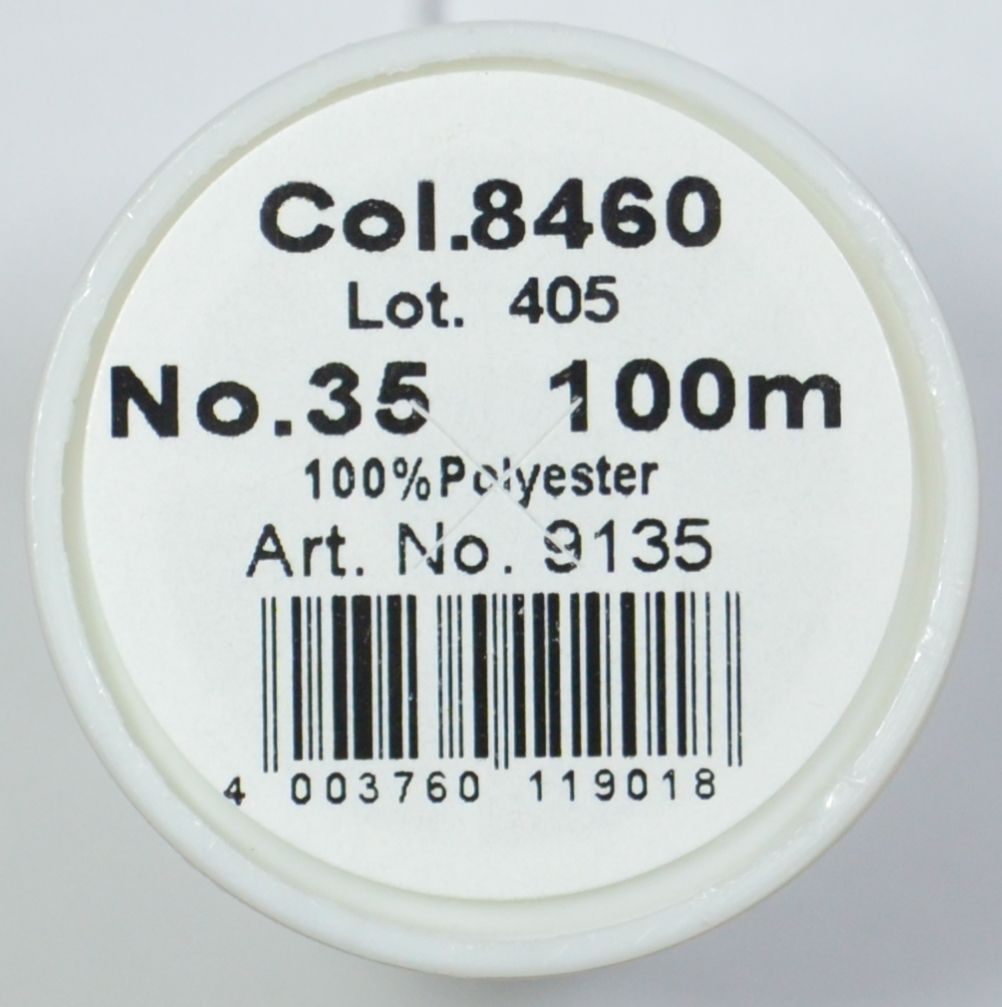 Col.8460
Lot. 405
No.35 100m
100%Polyester
Art. No. 9135
4 003760 119018